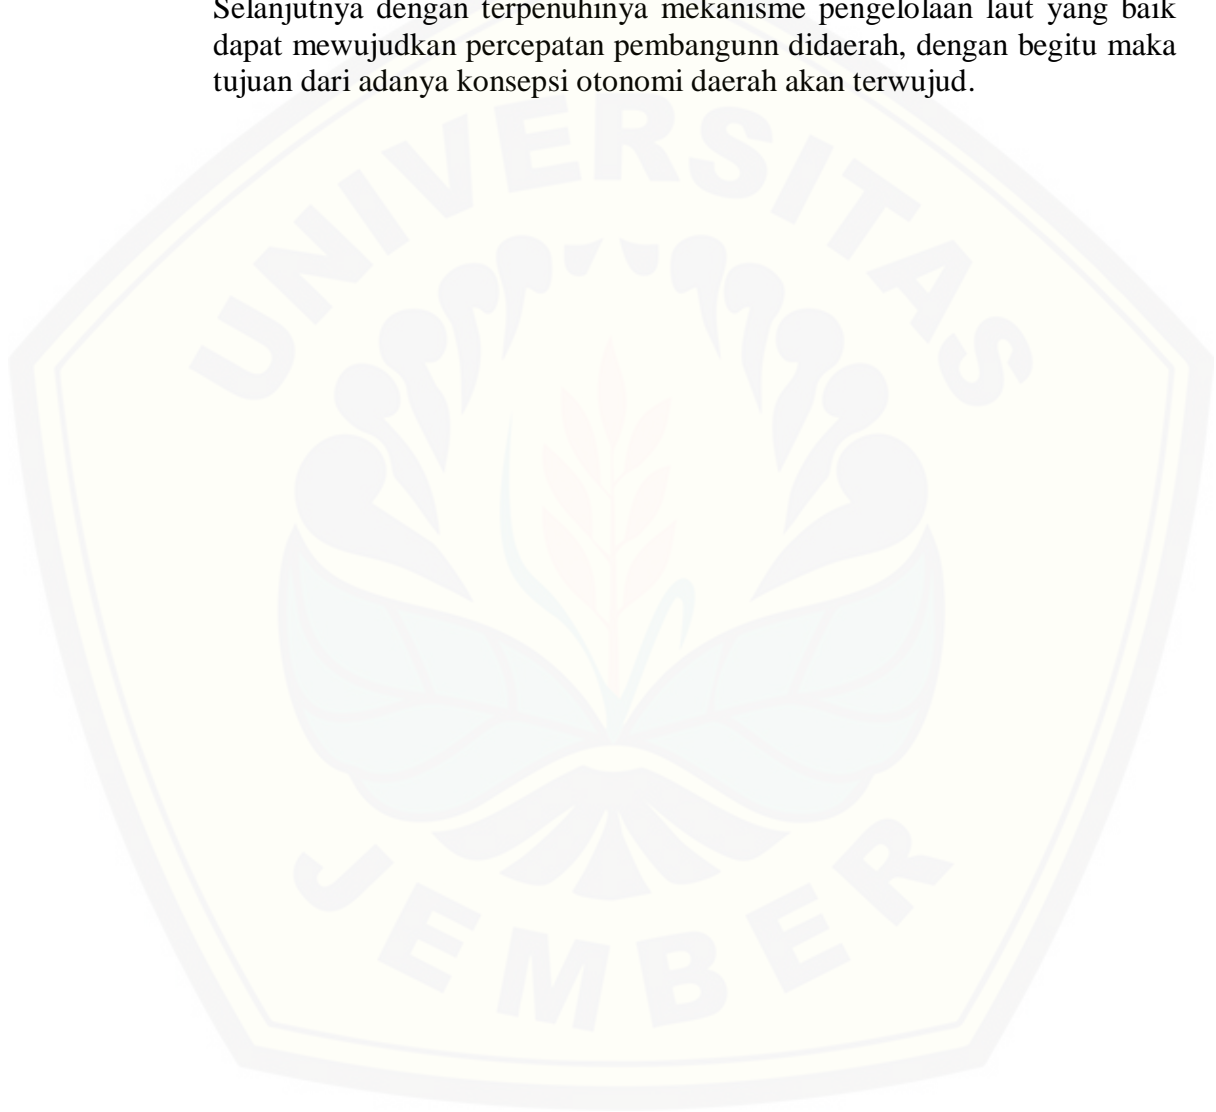 Selanjutnya dengan terpenuhinya mekanisme pengelolaan laut yang baik
dapat mewujudkan percepatan pembangunn didaerah, dengan begitu maka
tujuan dari adanya konsepsi otonomi daerah akan terwujud.
UNIVERSITAS
JEMBER